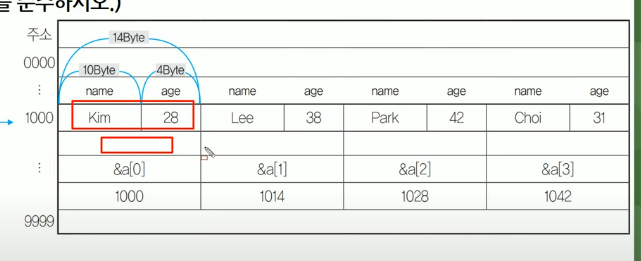 준수하시오.)
주소
14Byte
0000
10Byte 4Byte
⋮ name age name age name age name age
1000 Kim 28 Lee 38 Park 42 Choi 31
⋮ &a[0] &a[1] &a[2] &a[3]
1000 1014 1028 1042
9999